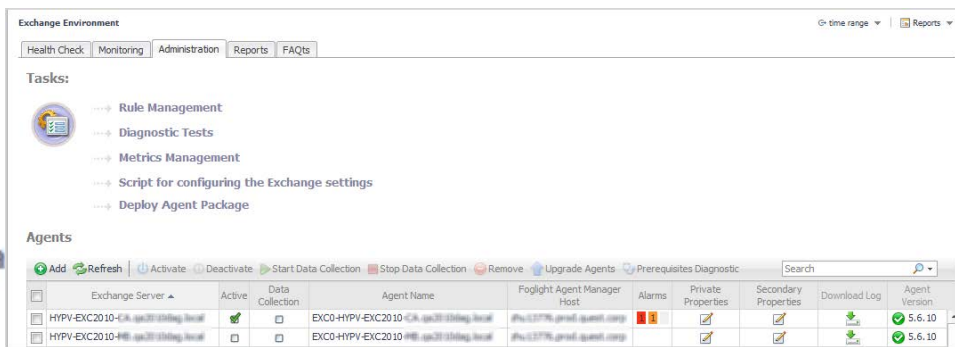 Exchange Environment
time range
Reports
Health Check Monitoring Administration Reports FAQts
Tasks:
Rule Management
Diagnostic Tests
Metrics Management
Script for configuring the Exchange settings
Deploy Agent Package
Agents
Add Refresh Activate Deactivate Start Data Collection Stop Data Collection Remove Upgrade Agents Prerequisites Diagnostic Search
Exchange Server Active Data Collection Agent Name Foglight Agent Manager Host Alarms Private Properties Secondary Properties Download Log Agent Version
HYPV-EXC2010- EXCO-HYPV-EXC2010- 1 1 5.6.10
HYPV-EXC2010- EXCO-HYPV-EXC2010- 5.6.10